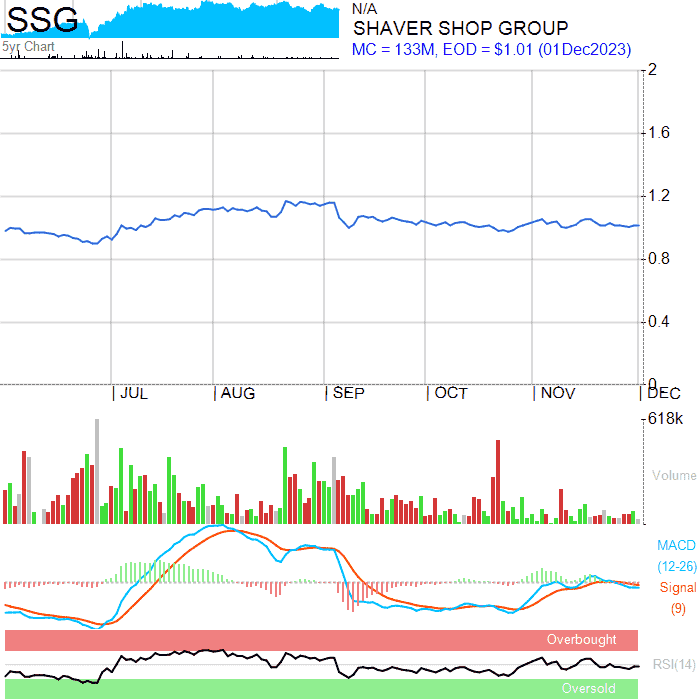 SSG
5yr Chart
N/A
SHAVER SHOP GROUP
MC = 133M, EOD = $1.01 (01Dec2023)
2
1.6
1.2
0.8
0.4
0
JUL AUG SEP OCT NOV DEC
618k
Volume
MACD
(12-26)
Signal
(9)
Overbought
RSI(14)
Oversold